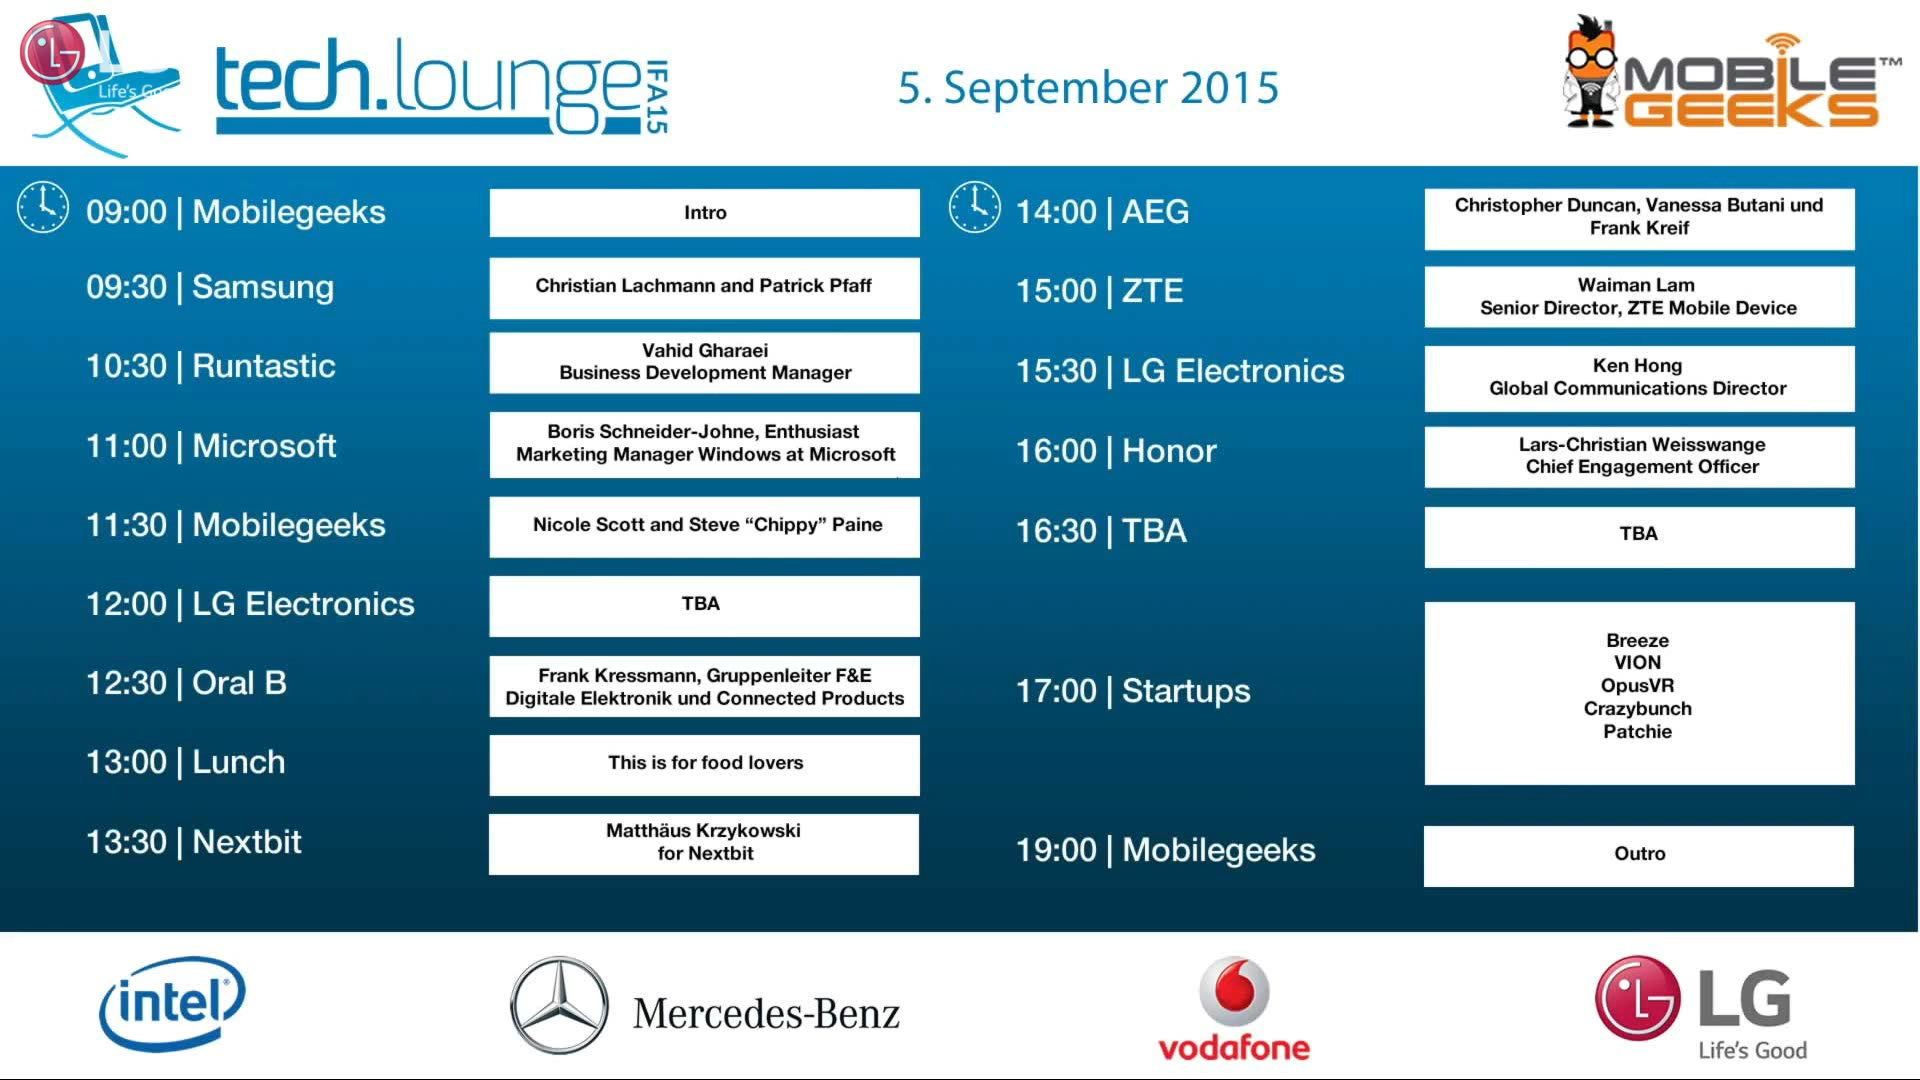 LG
Life's Good
tech.lounge
IFA15
5. September 2015
MOBILE™
GEEKS
09:00 | Mobilegeeks
Intro
09:30 | Samsung
Christian Lachmann and Patrick Pfaff
10:30 | Runtastic
Vahid Gharaei
Business Development Manager
11:00 | Microsoft
Boris Schneider-Johne, Enthusiast
Marketing Manager Windows at Microsoft
11:30 | Mobilegeeks
Nicole Scott and Steve “Chippy” Paine
12:00 | LG Electronics
TBA
12:30 | Oral B
Frank Kressmann, Gruppenleiter F&E
Digitale Elektronik und Connected Products
13:00 | Lunch
This is for food lovers
13:30 | Nextbit
Matthäus Krzykowski
for Nextbit
14:00 | AEG
Christopher Duncan, Vanessa Butani und
Frank Kreif
15:00 | ZTE
Waiman Lam
Senior Director, ZTE Mobile Device
15:30 | LG Electronics
Ken Hong
Global Communications Director
16:00 | Honor
Lars-Christian Weisswange
Chief Engagement Officer
16:30 | TBA
TBA
17:00 | Startups
Breeze
VION
OpusVR
Crazybunch
Patchie
19:00 | Mobilegeeks
Outro
intel®
Mercedes-Benz
vodafone
LG
LG
Life's Good